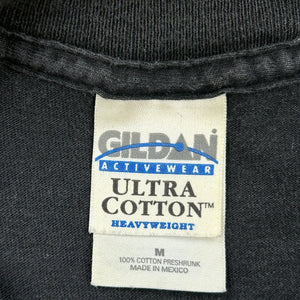 GILDAN
ACTIVEWEAR
ULTRA
COTTON™
HEAVYWEIGHT
M
100% COTTON PRESHRUNK
MADE IN MEXICO